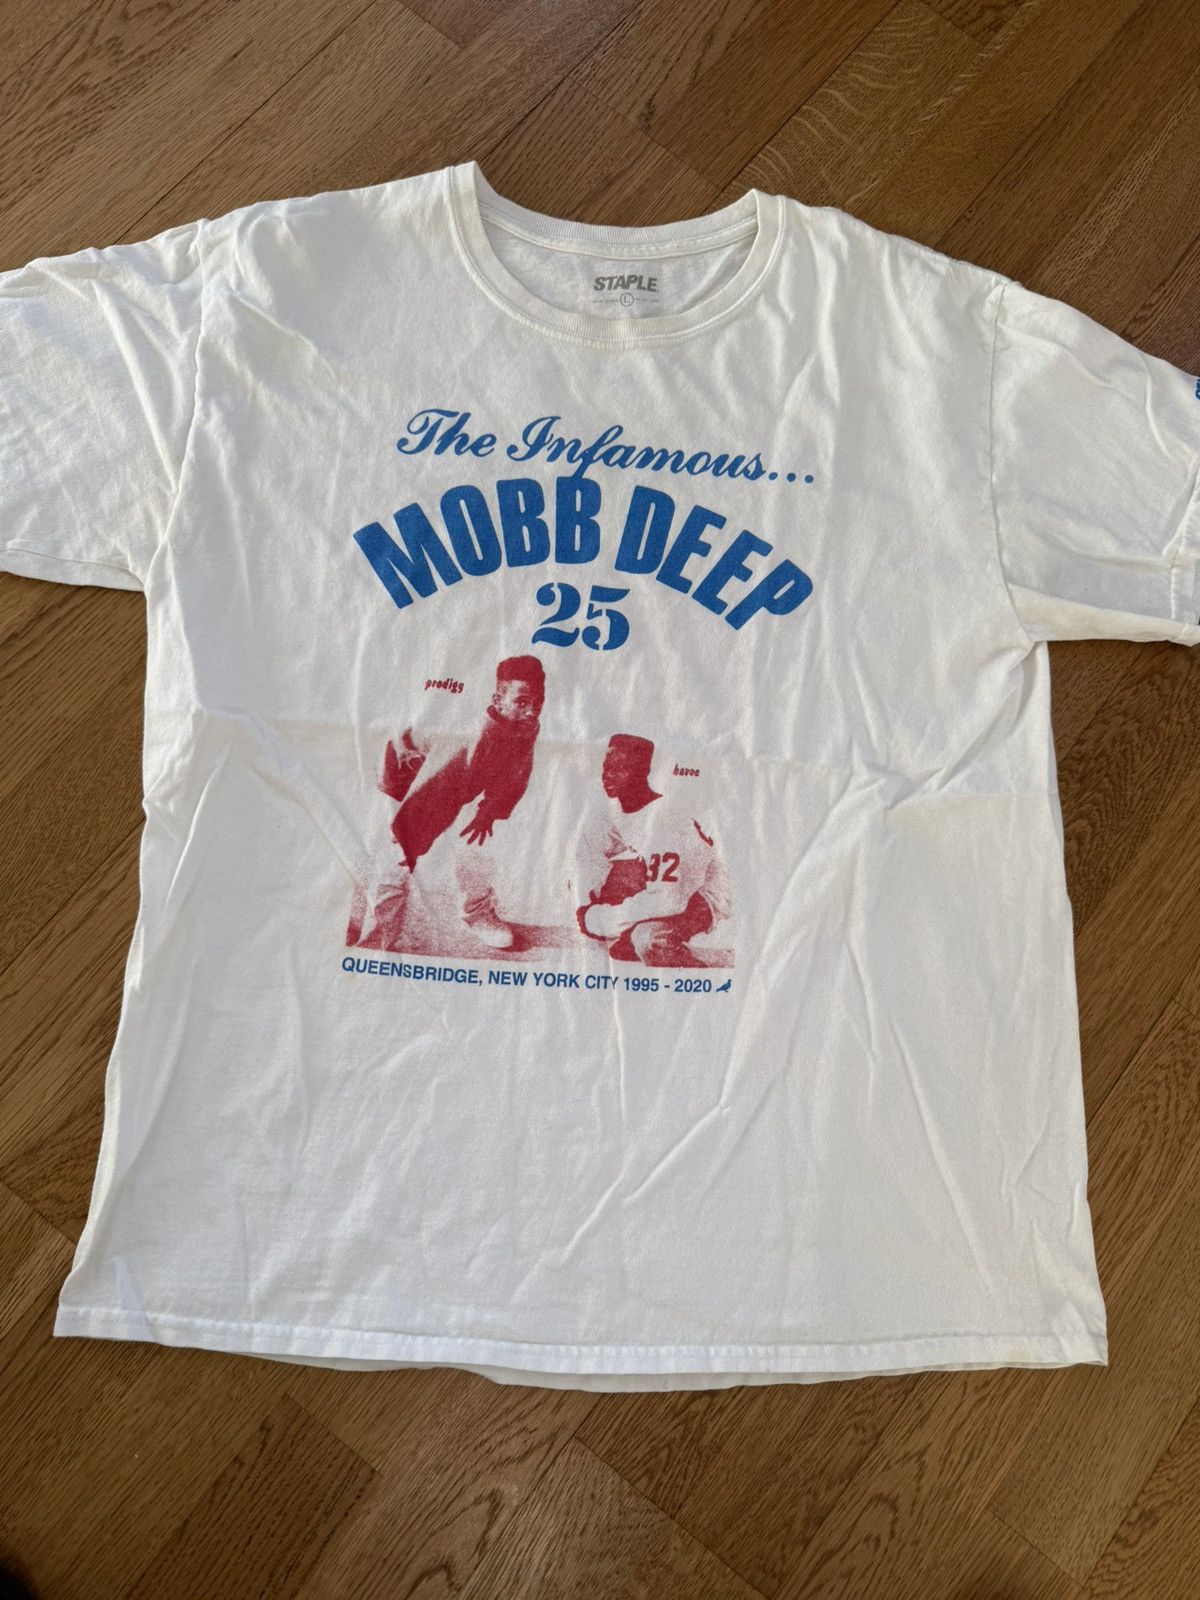 STAPLE
L
The Infamous...
MOBB DEEP
25
prodigy
havoc
32
QUEENSBRIDGE, NEW YORK CITY 1995 - 2020